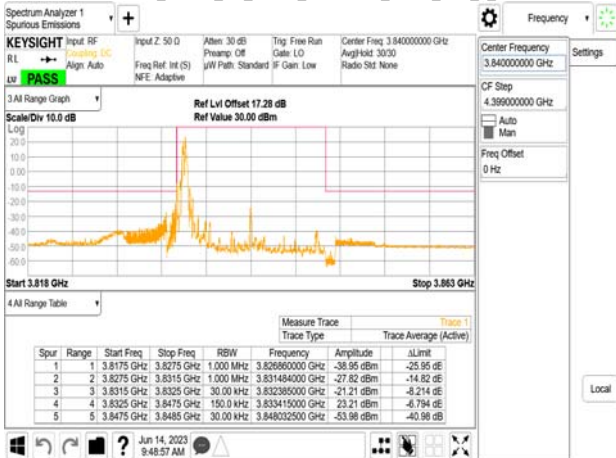 Spectrum Analyzer 1
Spurious Emissions
+
Frequency
KEYSIGHT
RL
LW PASS
Input: RF
Coupling: DC
Align: Auto
Input Z: 50 Ω
Freq Ref: Int (S)
NFE: Adaptive
Atten: 30 dB
Preamp: Off
µW Path: Standard
Trig: Free Run
Gate: LO
IF Gain: Low
Center Freq: 3.840000000 GHz
Avg|Hold: 30/30
Radio Std: None
Center Frequency
3.840000000 GHz
Settings
CF Step
4.399000000 GHz
Auto
Man
Freq Offset
0 Hz
Local
3 All Range Graph
Scale/Div 10.0 dB
Ref Lvl Offset 17.28 dB
Ref Value 30.00 dBm
Log
20.0
10.0
0.00
-10.0
-20.0
-30.0
-40.0
-50.0
-60.0
Start 3.818 GHz
Stop 3.863 GHz
4 All Range Table
Measure Trace Trace 1
Trace Type Trace Average (Active)
Spur Range Start Freq Stop Freq RBW Frequency Amplitude ΔLimit
1 1 3.8175 GHz 3.8275 GHz 1.000 MHz 3.826860000 GHz -38.95 dBm -25.95 dB
2 2 3.8275 GHz 3.8315 GHz 1.000 MHz 3.831484000 GHz -27.82 dBm -14.82 dB
3 3 3.8315 GHz 3.8325 GHz 30.00 kHz 3.832385000 GHz -21.21 dBm -8.214 dB
4 4 3.8325 GHz 3.8475 GHz 150.0 kHz 3.833415000 GHz 23.21 dBm -6.794 dB
5 5 3.8475 GHz 3.8485 GHz 30.00 kHz 3.848032500 GHz -53.98 dBm -40.98 dB
?
Jun 14, 2023
9:48:57 AM